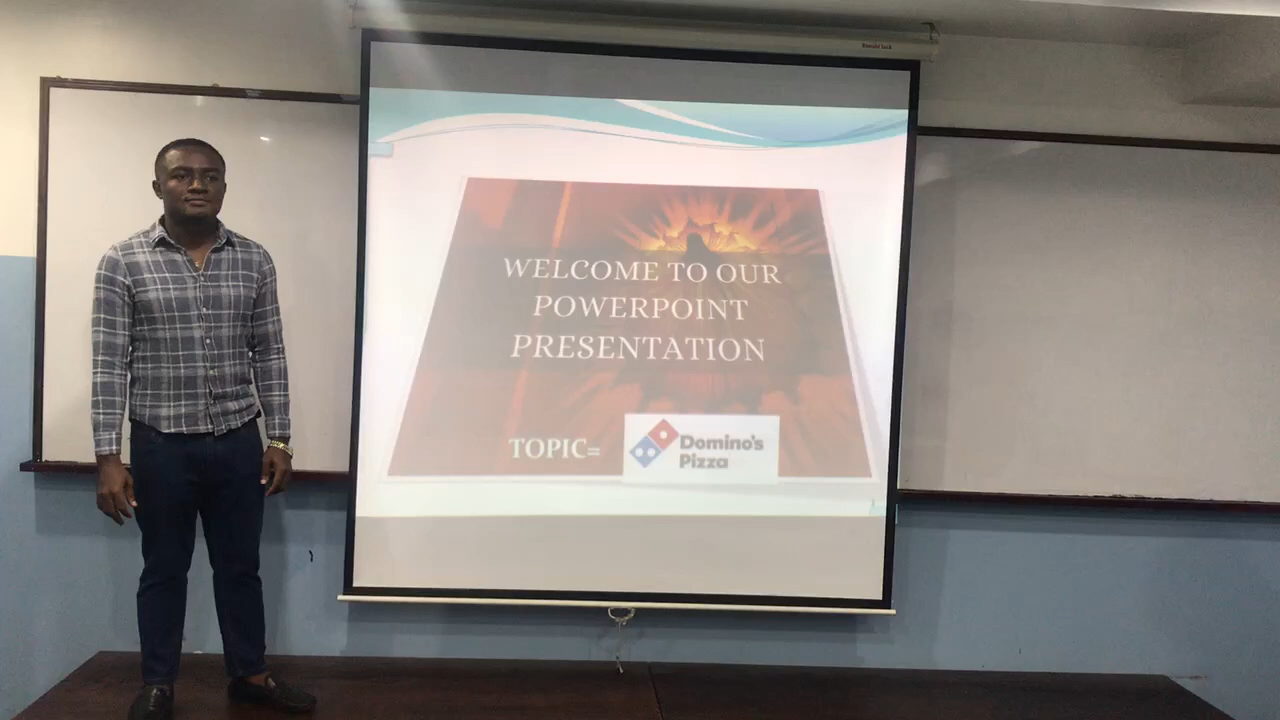 WELCOME TO OUR
POWERPOINT
PRESENTATION
TOPIC=
Domino's
Pizza